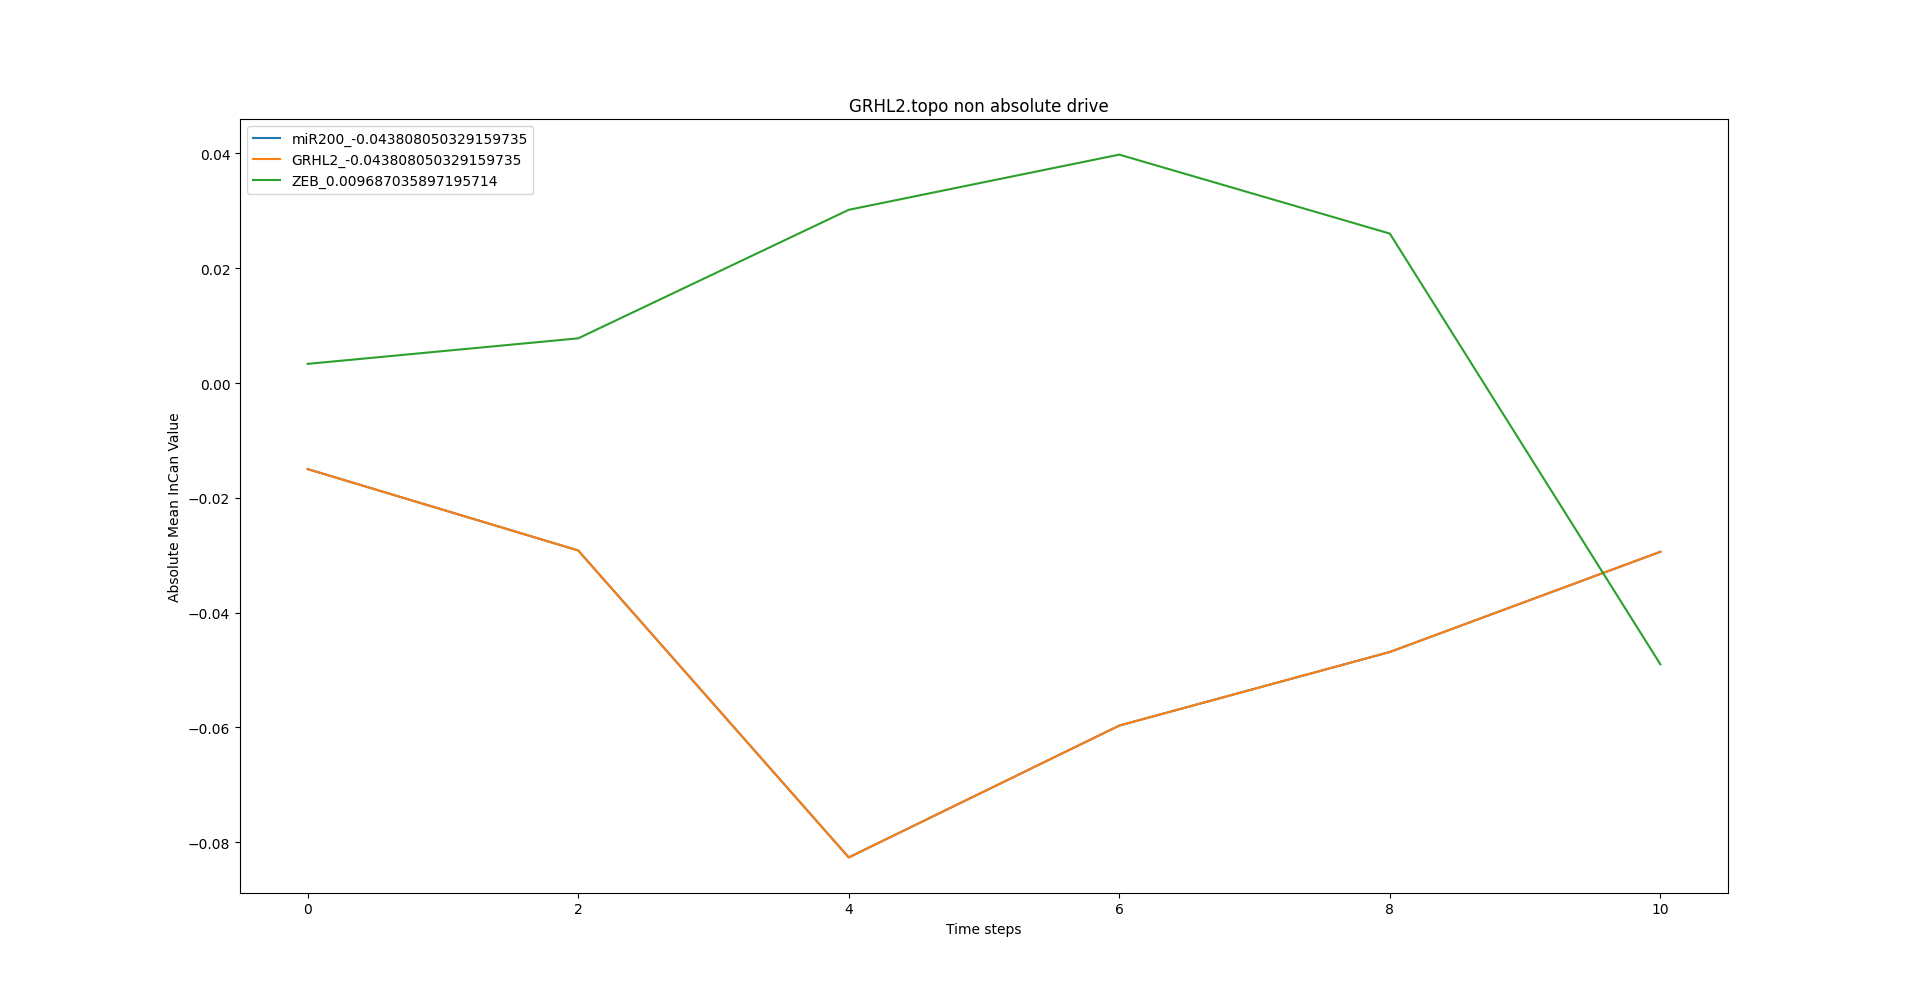 GRHL2.topo non absolute drive
miR200_-0.043808050329159735
GRHL2_-0.043808050329159735
ZEB_0.009687035897195714
0.04
0.02
0.00
−0.02
−0.04
−0.06
−0.08
Absolute Mean InCan Value
0 2 4 6 8 10
Time steps